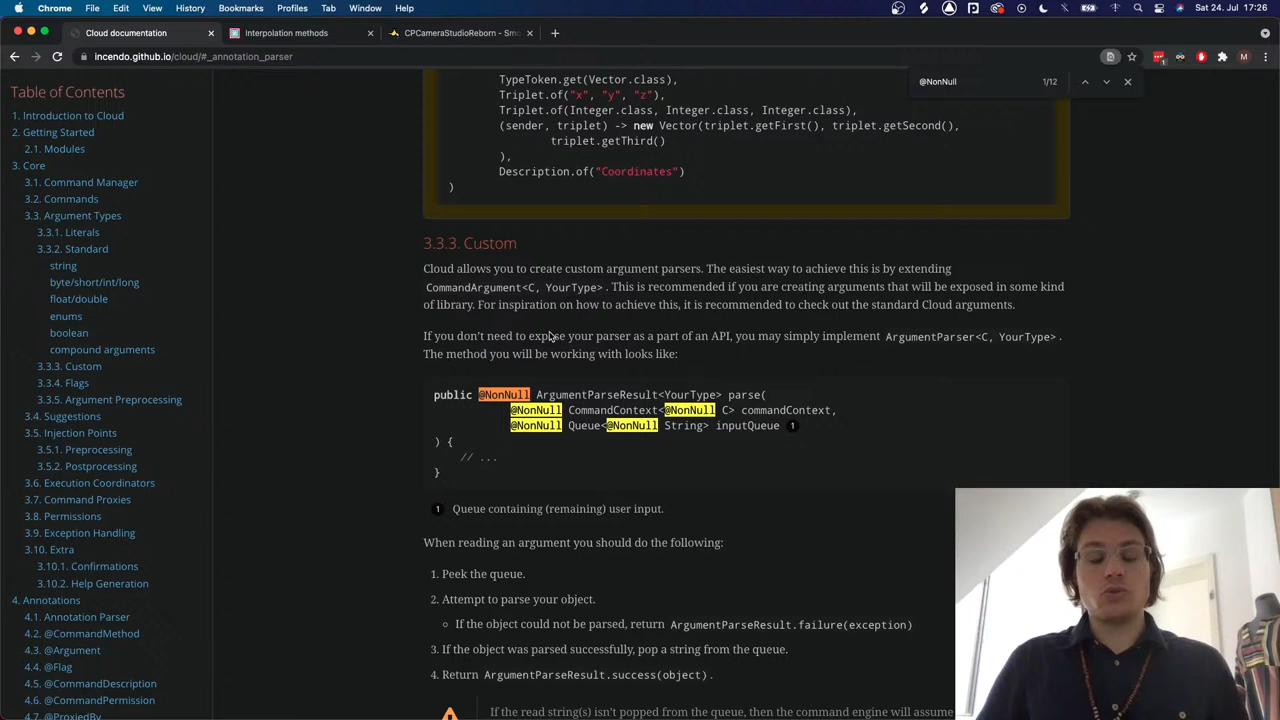 Chrome File Edit View History Bookmarks Profiles Tab Window Help Sat 24. Jul 17:26
Cloud documentation Interpolation methods CPCameraStudioReborn - Smo
incendo.github.io/cloud/#_annotation_parser
@NonNull 1/12
Table of Contents
1. Introduction to Cloud
2. Getting Started
2.1. Modules
3. Core
3.1. Command Manager
3.2. Commands
3.3. Argument Types
3.3.1. Literals
3.3.2. Standard
string
byte/short/int/long
float/double
enums
boolean
compound arguments
3.3.3. Custom
3.3.4. Flags
3.3.5. Argument Preprocessing
3.4. Suggestions
3.5. Injection Points
3.5.1. Preprocessing
3.5.2. Postprocessing
3.6. Execution Coordinators
3.7. Command Proxies
3.8. Permissions
3.9. Exception Handling
3.10. Extra
3.10.1. Confirmations
3.10.2. Help Generation
4. Annotations
4.1. Annotation Parser
4.2. @CommandMethod
4.3. @Argument
4.4. @Flag
4.5. @CommandDescription
4.6. @CommandPermission
4.7. @ProxiedBy
TypeToken.get(Vector.class),
Triplet.of("x", "y", "z"),
Triplet.of(Integer.class, Integer.class, Integer.class),
(sender, triplet) -> new Vector(triplet.getFirst(), triplet.getSecond(),
triplet.getThird()
),
Description.of("Coordinates")
)
3.3.3. Custom
Cloud allows you to create custom argument parsers. The easiest way to achieve this is by extending
CommandArgument<C, YourType>. This is recommended if you are creating arguments that will be exposed in some kind
of library. For inspiration on how to achieve this, it is recommended to check out the standard Cloud arguments.
If you don't need to expose your parser as a part of an API, you may simply implement ArgumentParser<C, YourType>.
The method you will be working with looks like:
public @NonNull ArgumentParseResult<YourType> parse(
@NonNull CommandContext<@NonNull C> commandContext,
@NonNull Queue<@NonNull String> inputQueue 1
) {
// ...
}
1 Queue containing (remaining) user input.
When reading an argument you should do the following:
1. Peek the queue.
2. Attempt to parse your object.
If the object could not be parsed, return ArgumentParseResult.failure(exception)
3. If the object was parsed successfully, pop a string from the queue.
4. Return ArgumentParseResult.success(object).
If the read string(s) isn't popped from the queue, then the command engine will assume